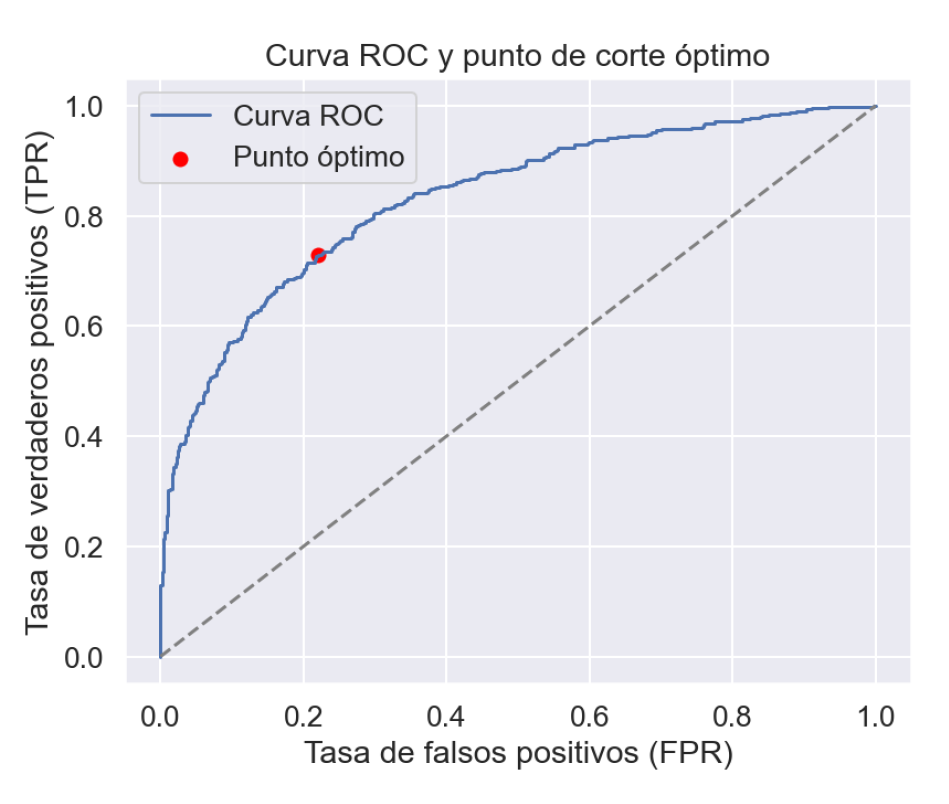 Curva ROC y punto de corte óptimo
Curva ROC
Punto óptimo
Tasa de verdaderos positivos (TPR)
1.0
0.8
0.6
0.4
0.2
0.0
0.0 0.2 0.4 0.6 0.8 1.0
Tasa de falsos positivos (FPR)